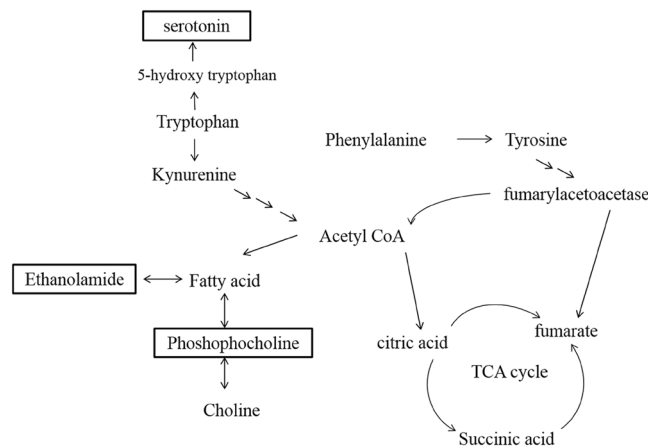 serotonin
5-hydroxy tryptophan
Tryptophan
Phenylalanine
Tyrosine
Kynurenine
fumarylacetoacetase
Acetyl CoA
Ethanolamide
Fatty acid
fumarate
citric acid
Phoshophocholine
TCA cycle
Choline
Succinic acid